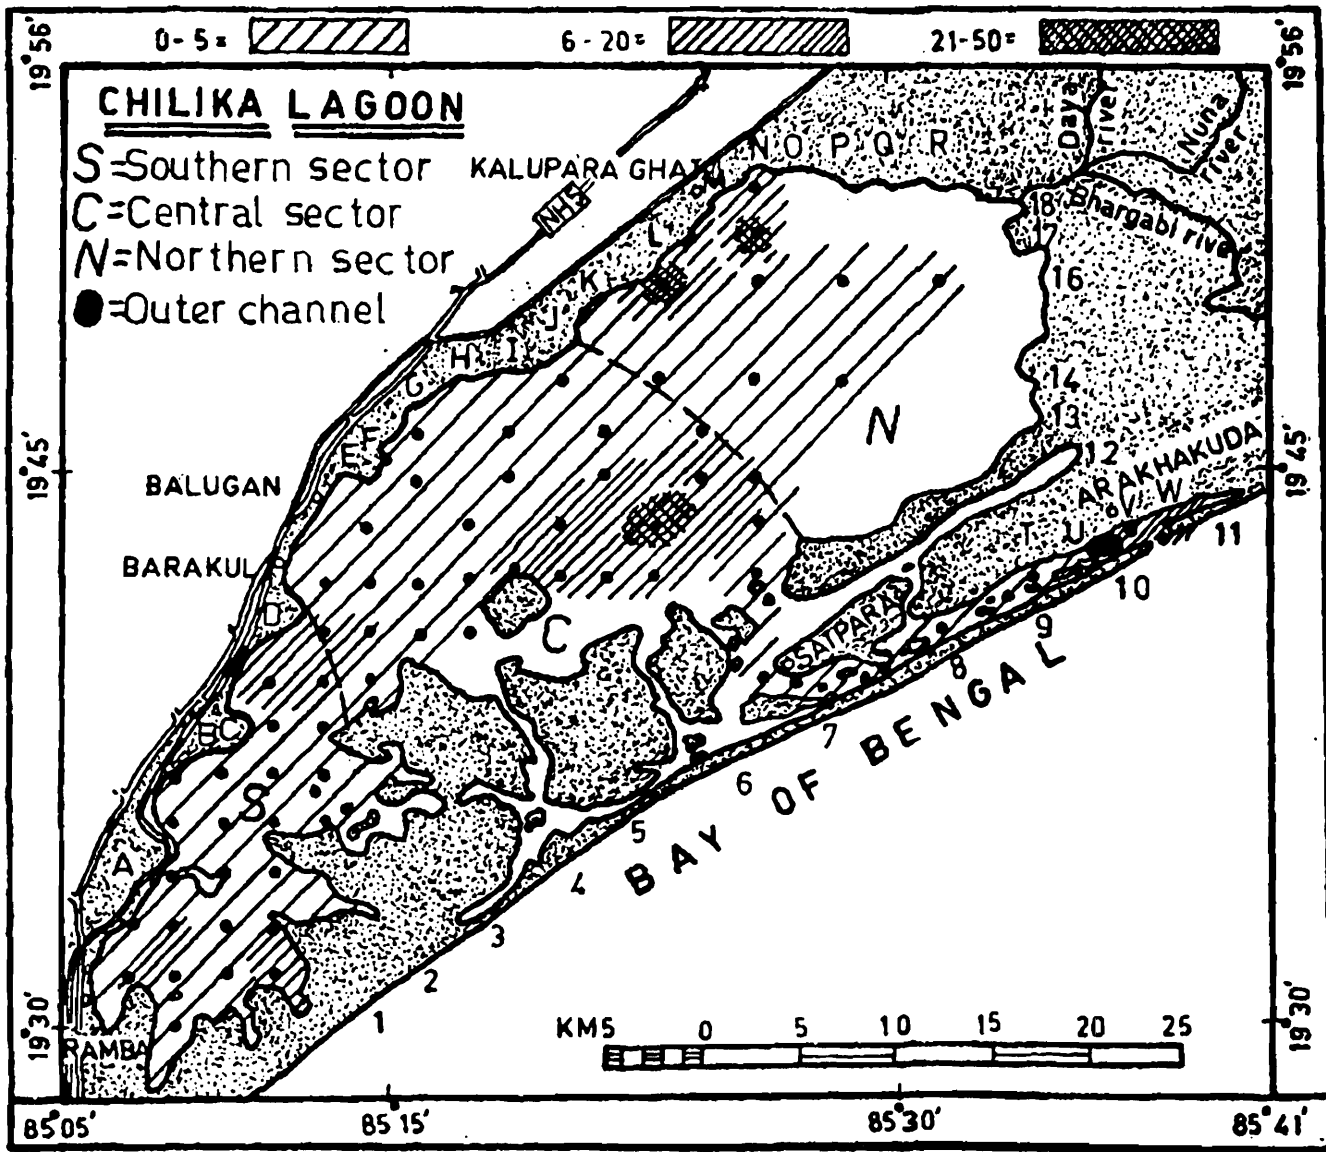 0-5= 6-20= 21-50=
19°56' 19°56'
CHILIKA LAGOON
S=Southern sector
C=Central sector
N=Northern sector
●=Outer channel
KALUPARA GHAT
NH5
N O P Q R
Daya river
Nuna river
Bhargabi river
L
K
J
I
H
G
F
E
18
17
16
14
13
12
N
19°45' 19°45'
BALUGAN
BARAKUL
D
B C
A
S
C
ARAKHAKUDA
T U V W
SATPARA
11
10
9
8
7
6
5
4
3
2
1
BAY OF BENGAL
19°30' 19°30'
RAMBA
KMS 0 5 10 15 20 25
85°05' 85°15' 85°30' 85°41'